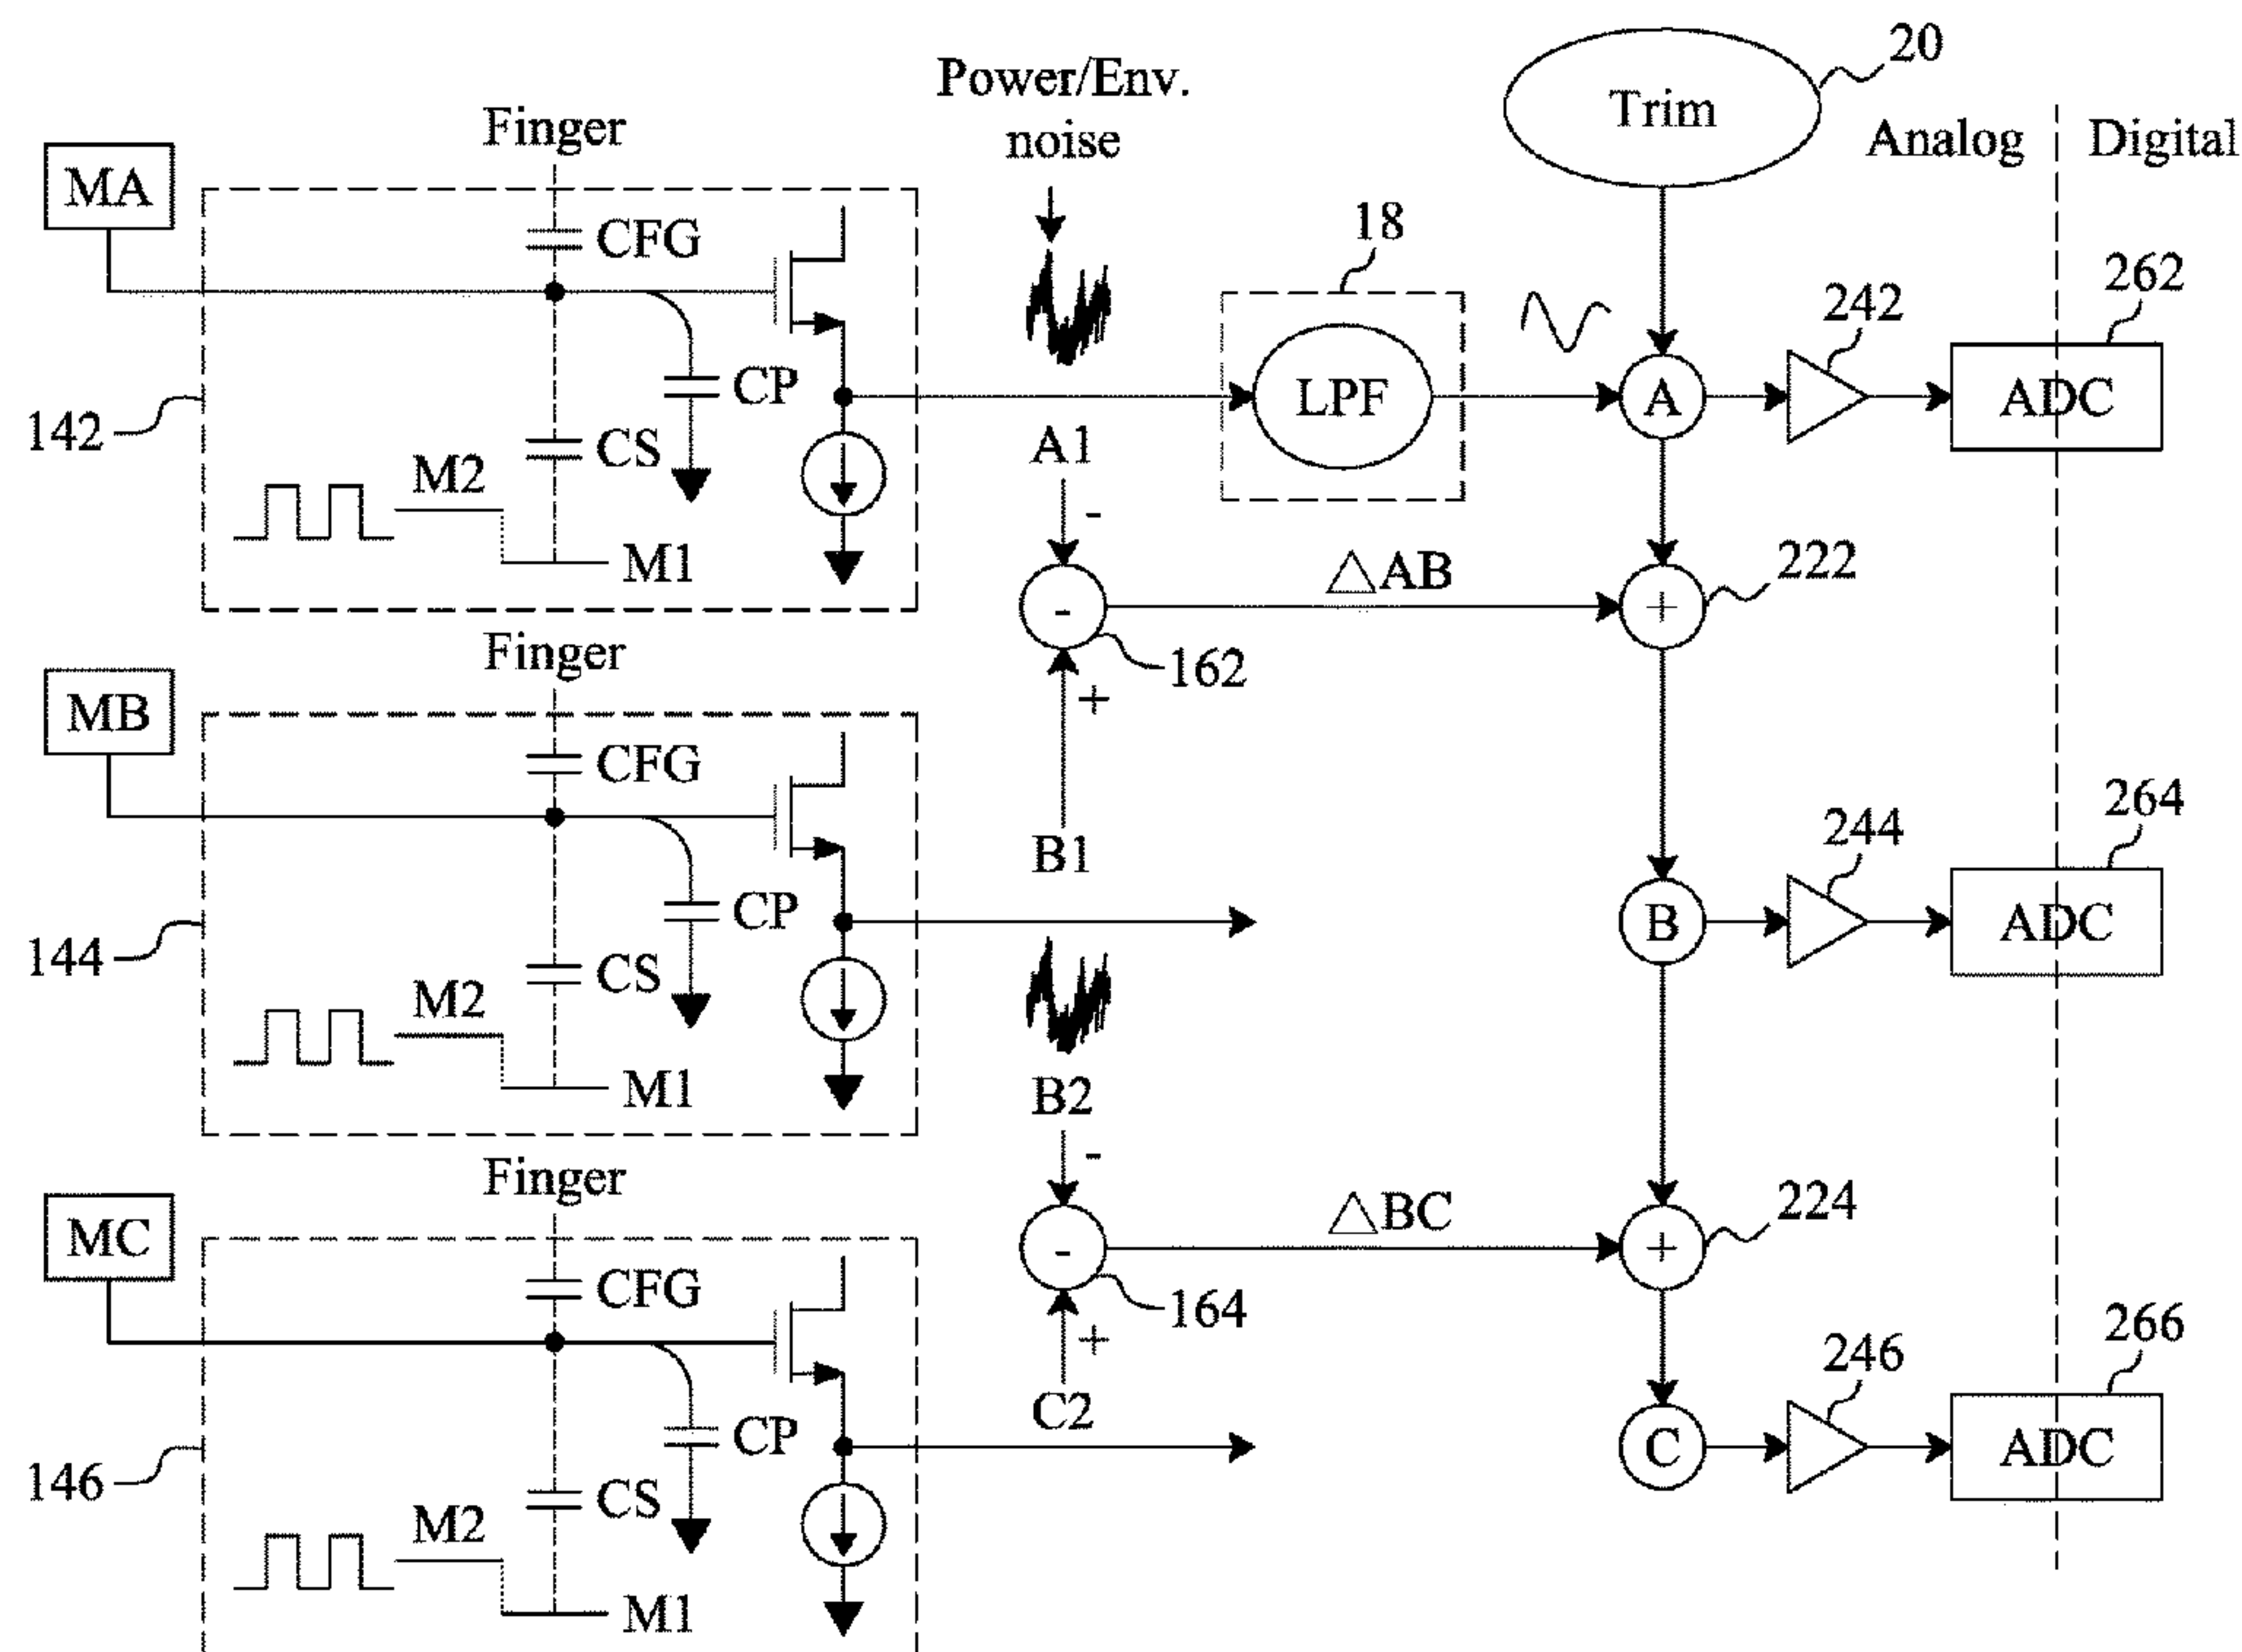 20
Power/Env.
noise
Trim
Analog
Digital
Finger
MA
CFG
18
262
242
CP
LPF
A
ADC
142
CS
A1
M2
-
M1
△AB
222
-
+
162
+
Finger
MB
CFG
264
244
B1
CP
B
ADC
144
CS
M2
B2
M1
-
Finger
△BC
224
MC
-
+
CFG
164
+
266
246
C2
CP
C
ADC
146
CS
M2
M1